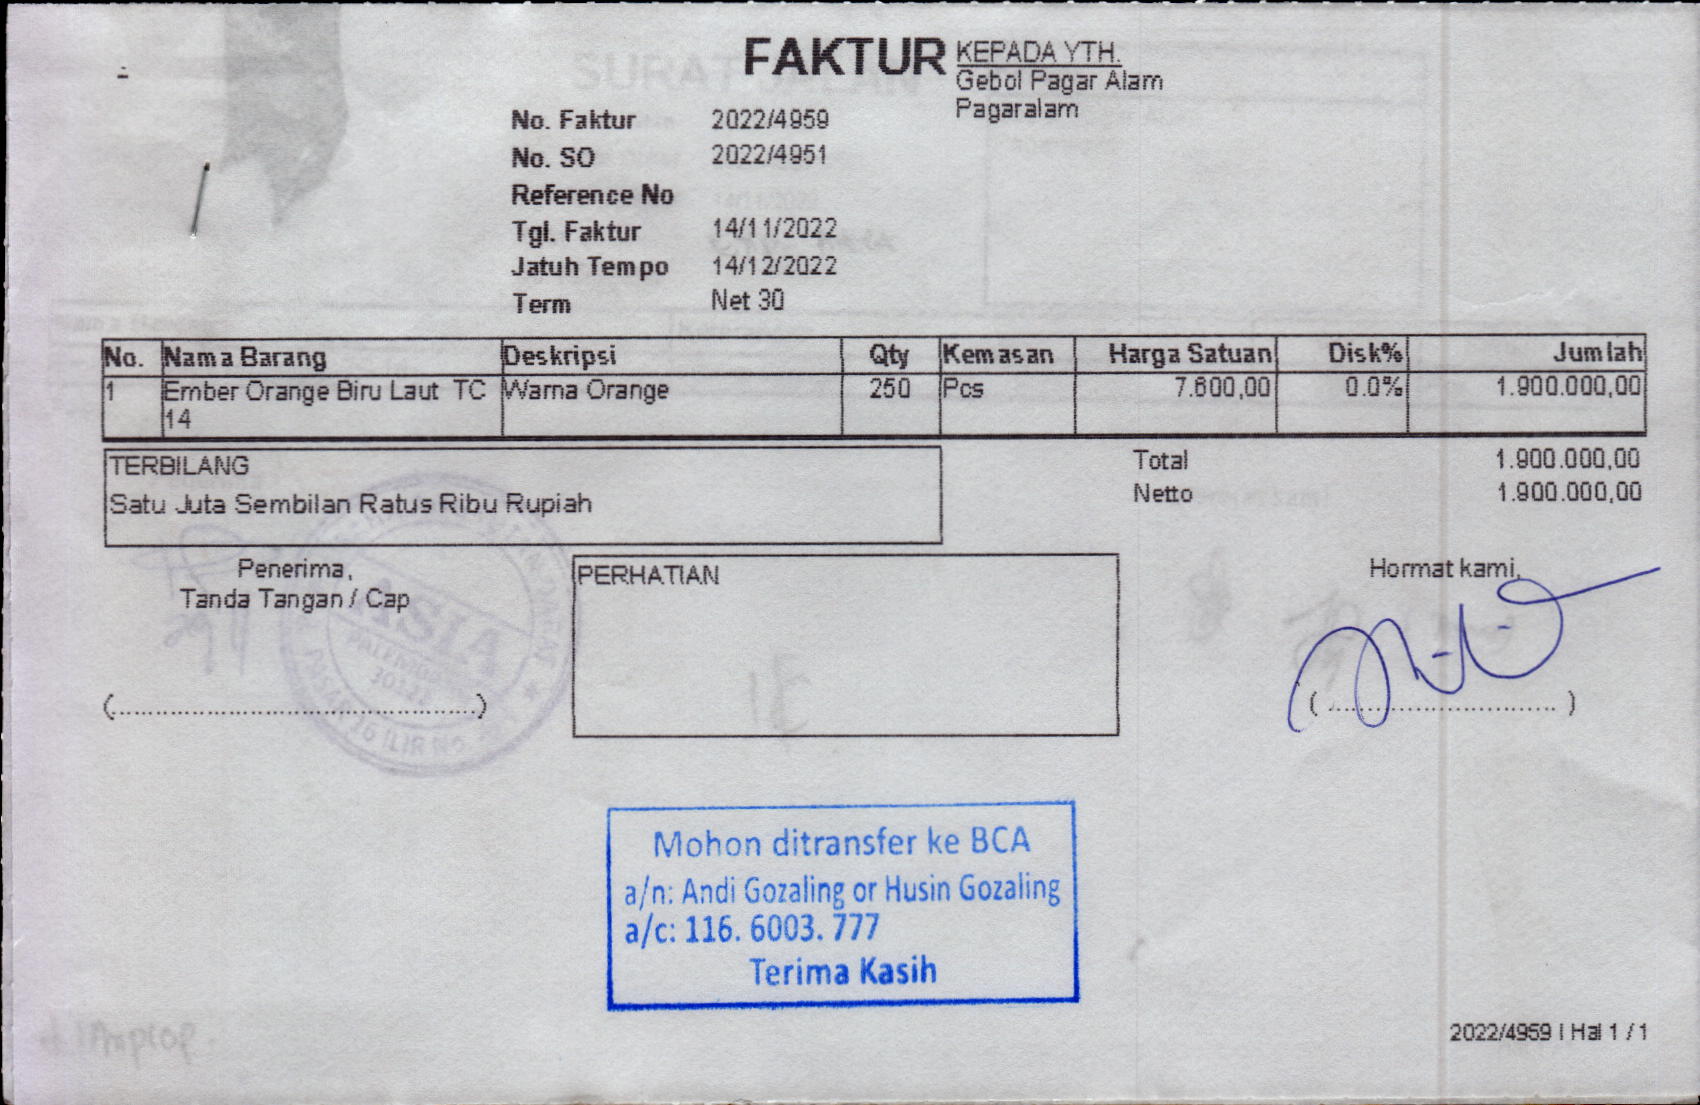 FAKTUR
KEPADA YTH.
Gebol Pagar Alam
Pagaralam
No. Faktur 2022/4959
No. SO 2022/4951
Reference No
Tgl. Faktur 14/11/2022
Jatuh Tempo 14/12/2022
Term Net 30
No. Nama Barang Deskripsi Qty Kemasan Harga Satuan Disk% Jumlah
1 Ember Orange Biru Laut TC Warna Orange 250 Pcs 7.600,00 0.0% 1.900.000,00
14
TERBILANG
Satu Juta Sembilan Ratus Ribu Rupiah
Total 1.900.000,00
Netto 1.900.000,00
Penerima,
Tanda Tangan / Cap
(..................................................)
PERHATIAN
Hormat kami,
(................................)
ASIA
PASAR 16 ILIR NO
Mohon ditransfer ke BCA
a/n: Andi Gozaling or Husin Gozaling
a/c: 116. 6003. 777
Terima Kasih
2022/4959 | Hal 1 / 1